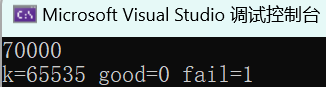 Microsoft Visual Studio 调试控制台
70000
k=65535 good=0 fail=1